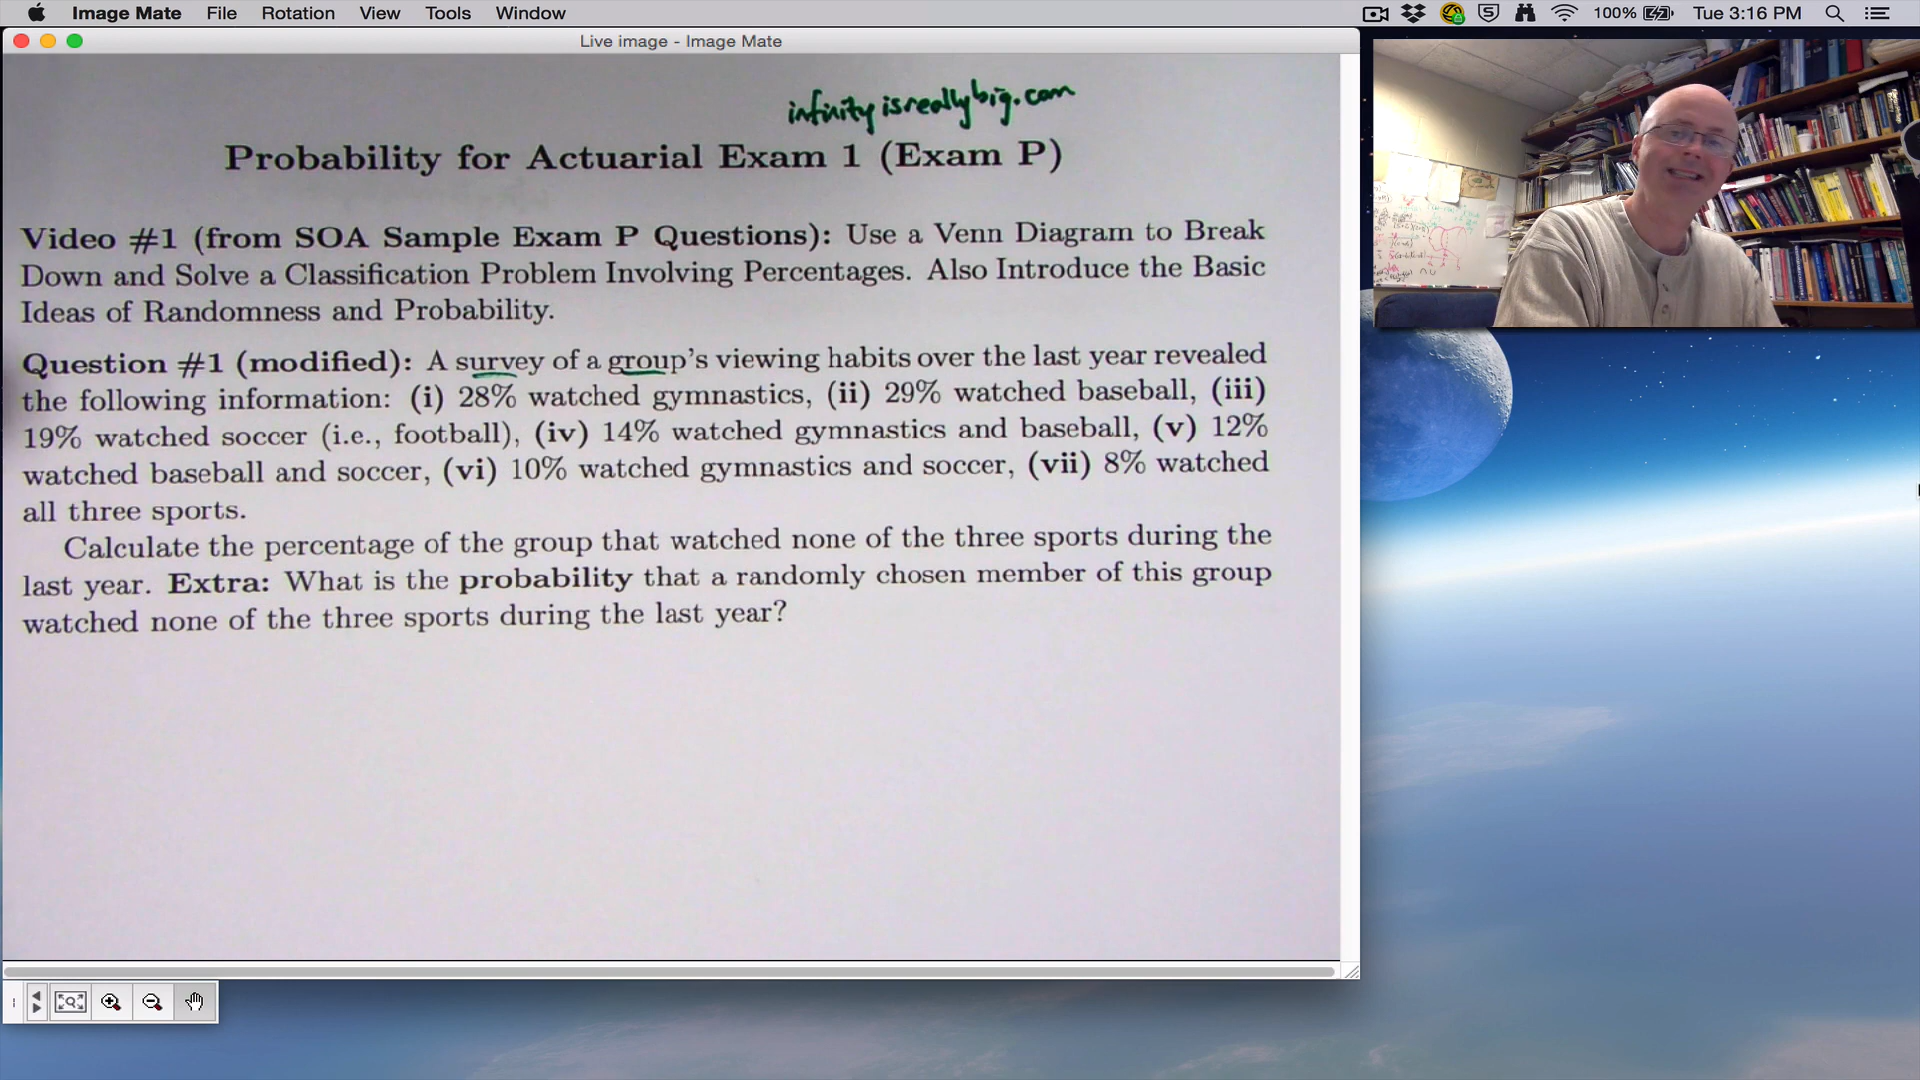 Image Mate File Rotation View Tools Window 100% Tue 3:16 PM
Live image - Image Mate
infinityisreallybig.com
Probability for Actuarial Exam 1 (Exam P)
Video #1 (from SOA Sample Exam P Questions): Use a Venn Diagram to Break
Down and Solve a Classification Problem Involving Percentages. Also Introduce the Basic
Ideas of Randomness and Probability.
Question #1 (modified): A survey of a group's viewing habits over the last year revealed
the following information: (i) 28% watched gymnastics, (ii) 29% watched baseball, (iii)
19% watched soccer (i.e., football), (iv) 14% watched gymnastics and baseball, (v) 12%
watched baseball and soccer, (vi) 10% watched gymnastics and soccer, (vii) 8% watched
all three sports.
Calculate the percentage of the group that watched none of the three sports during the
last year. Extra: What is the probability that a randomly chosen member of this group
watched none of the three sports during the last year?